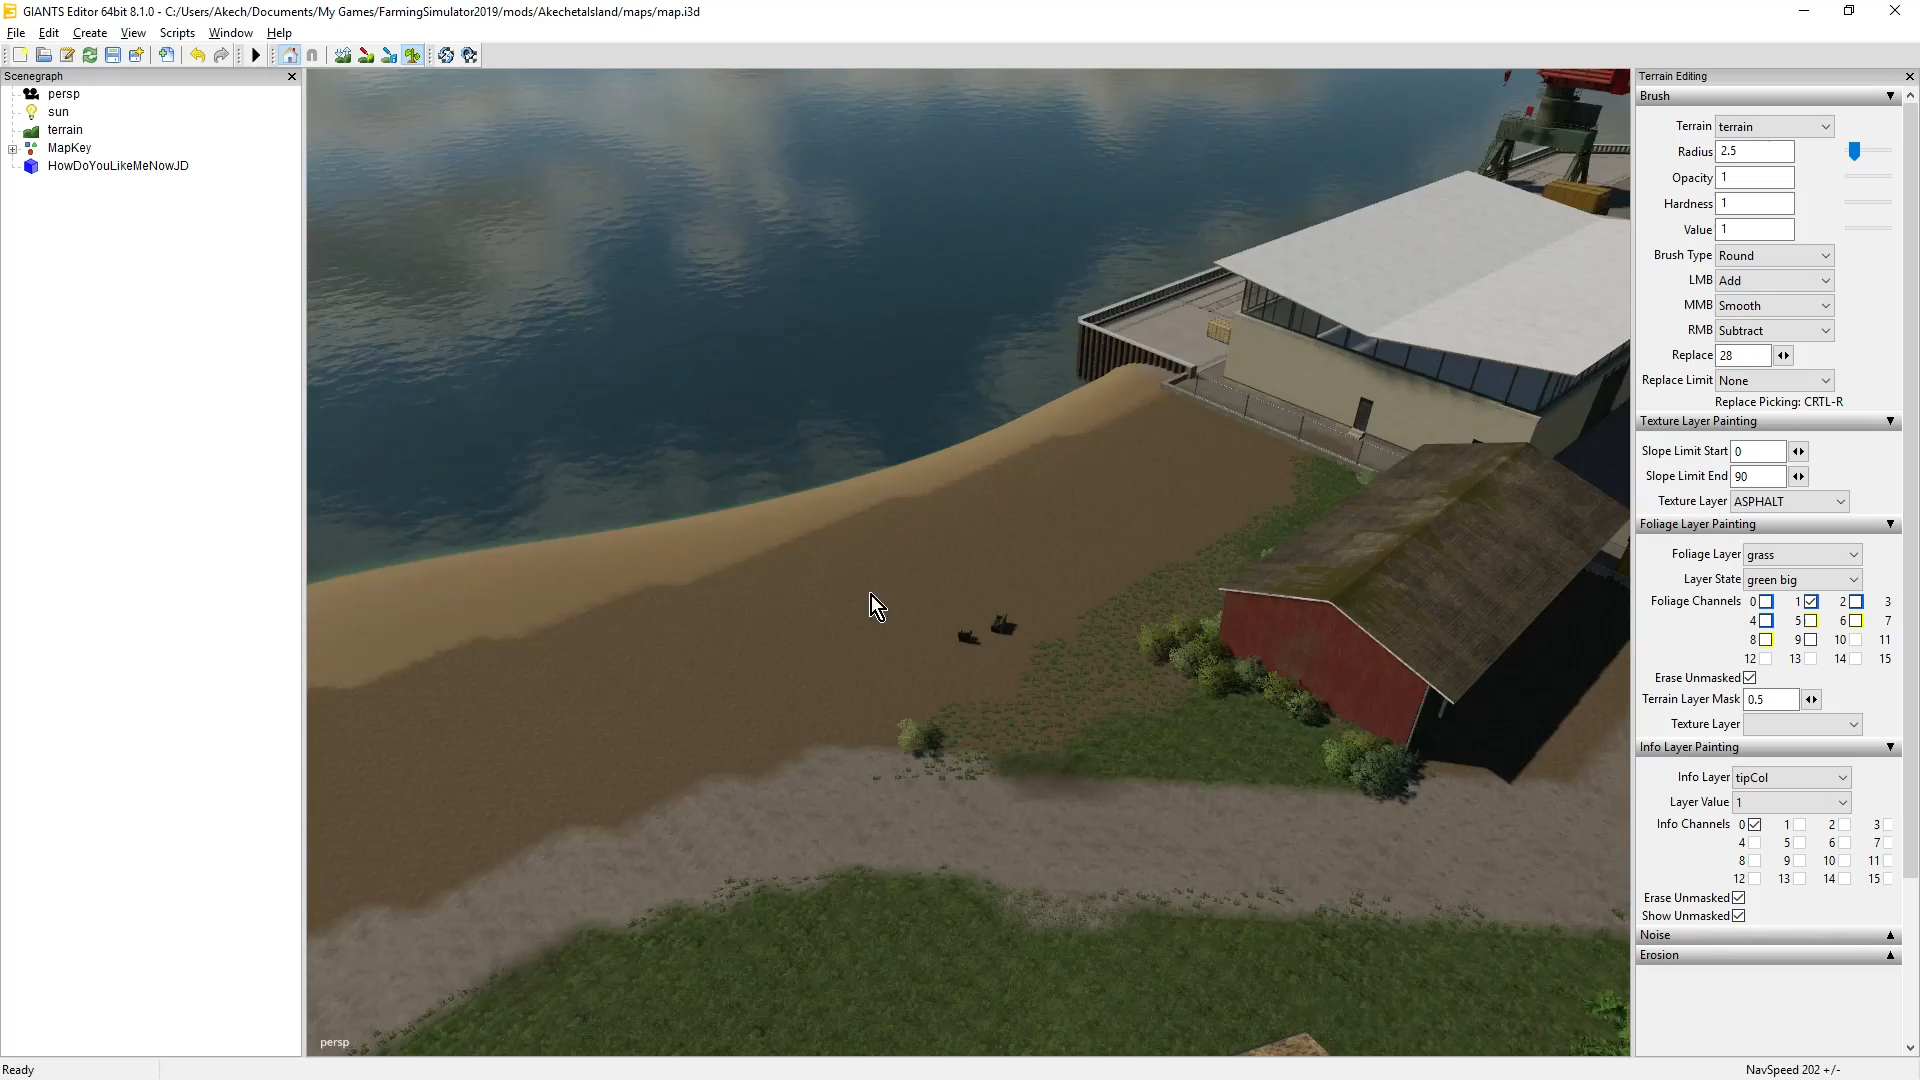 GIANTS Editor 64bit 8.1.0 - C:/Users/Akech/Documents/My Games/FarmingSimulator2019/mods/AkechetaIsland/maps/map.i3d
File Edit Create View Scripts Window Help
Scenegraph
persp
sun
terrain
MapKey
HowDoYouLikeMeNowJD
persp
Terrain Editing
Brush
Terrain terrain
Radius 2.5
Opacity 1
Hardness 1
Value 1
Brush Type Round
LMB Add
MMB Smooth
RMB Subtract
Replace 28
Replace Limit None
Replace Picking: CRTL-R
Texture Layer Painting
Slope Limit Start 0
Slope Limit End 90
Texture Layer ASPHALT
Foliage Layer Painting
Foliage Layer grass
Layer State green big
Foliage Channels 0 1 2 3
4 5 6 7
8 9 10 11
12 13 14 15
Erase Unmasked
Terrain Layer Mask 0.5
Texture Layer
Info Layer Painting
Info Layer tipCol
Layer Value 1
Info Channels 0 1 2 3
4 5 6 7
8 9 10 11
12 13 14 15
Erase Unmasked
Show Unmasked
Noise
Erosion
Ready
NavSpeed 202 +/-